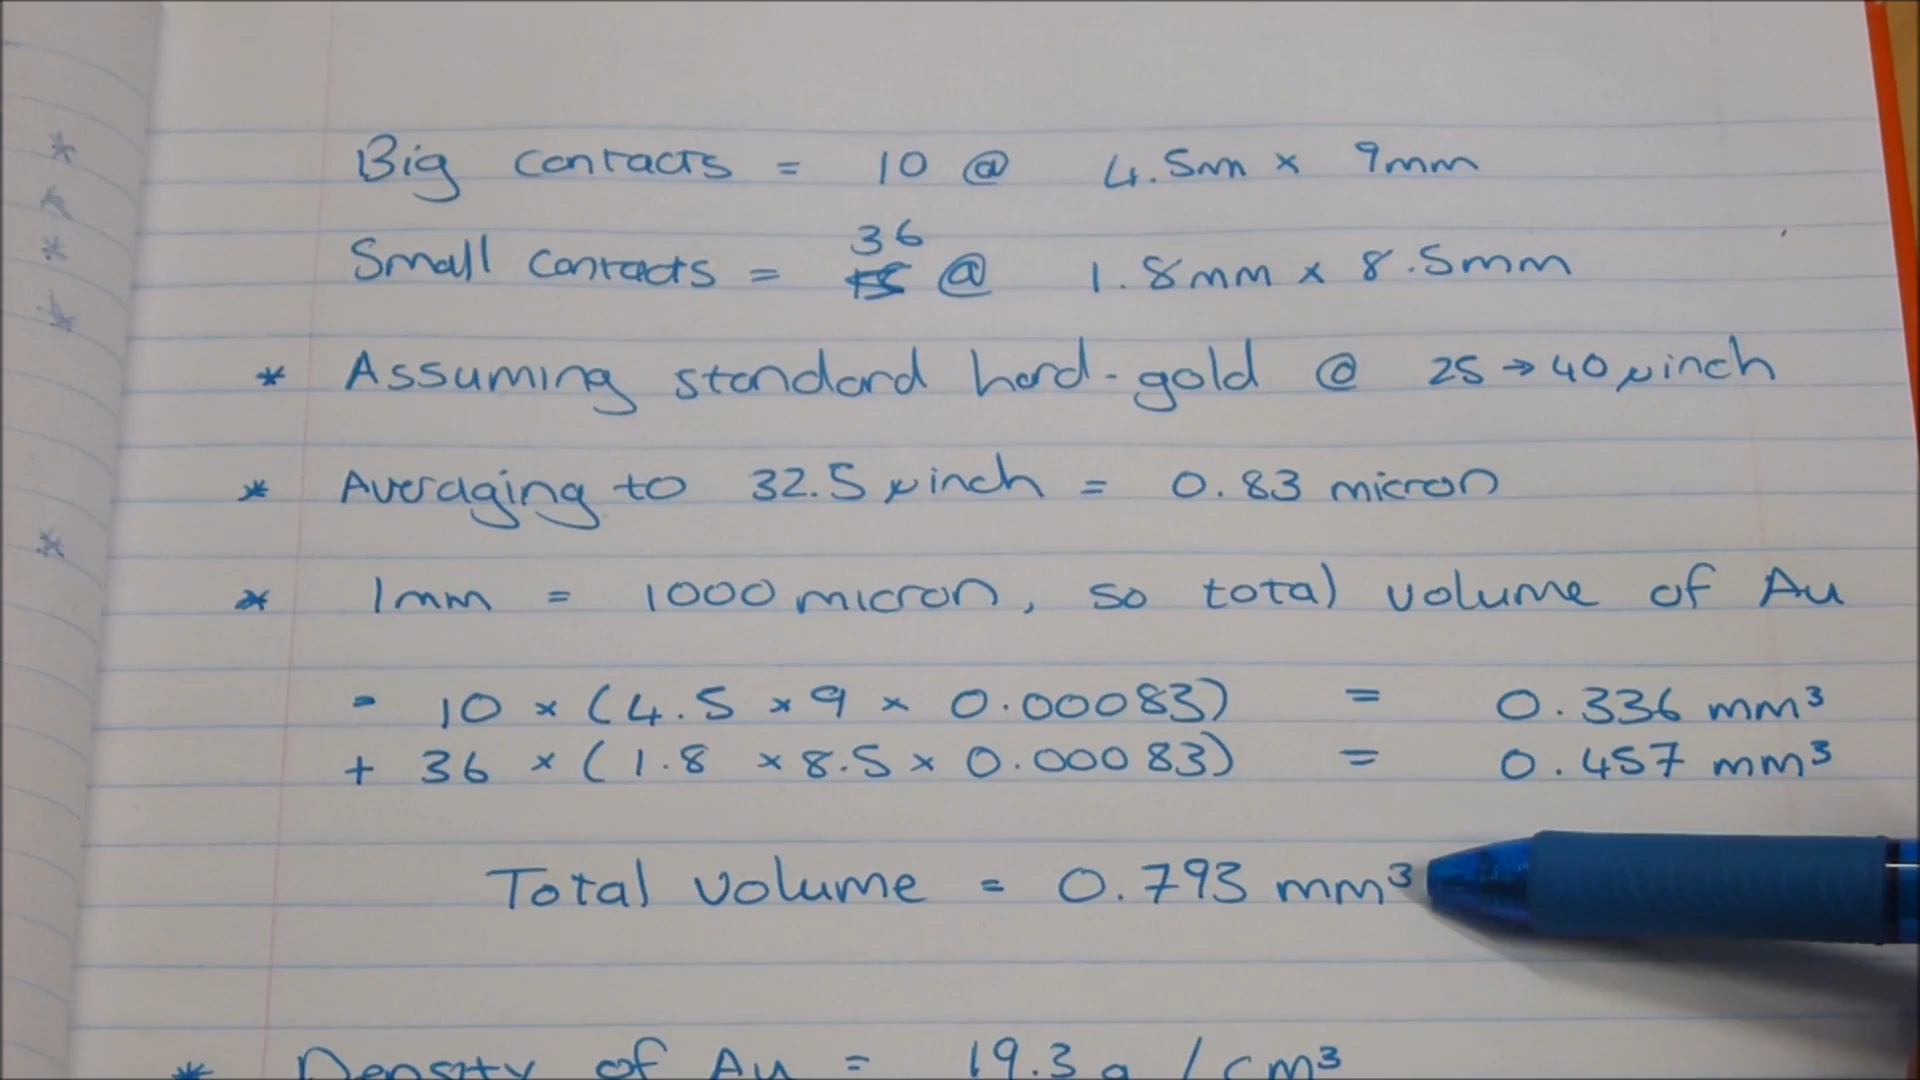 Big contacts = 10 @ 4.5mm x 9mm
36
Small contacts = 15 @ 1.8mm x 8.5mm
* Assuming standard hard-gold @ 25 → 40 μinch
* Averaging to 32.5 μinch = 0.83 micron
* 1mm = 1000 micron, so total volume of Au
= 10 x (4.5 x 9 x 0.00083) = 0.336 mm³
+ 36 x (1.8 x 8.5 x 0.00083) = 0.457 mm³
Total volume = 0.793 mm³
* Density of Au = 19.3 g / cm³